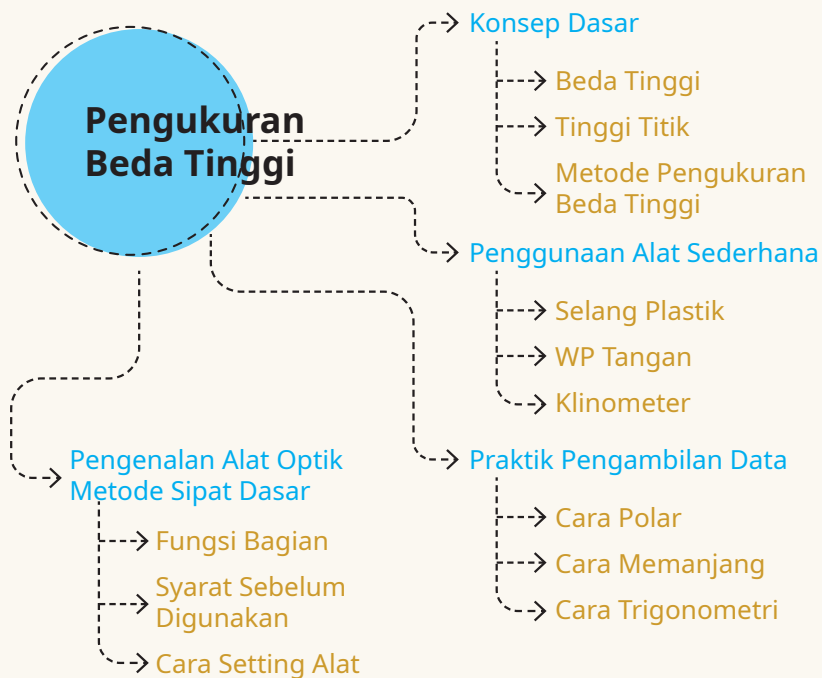 Pengukuran
Beda Tinggi
Konsep Dasar
Beda Tinggi
Tinggi Titik
Metode Pengukuran
Beda Tinggi
Penggunaan Alat Sederhana
Selang Plastik
WP Tangan
Klinometer
Praktik Pengambilan Data
Cara Polar
Cara Memanjang
Cara Trigonometri
Pengenalan Alat Optik
Metode Sipat Dasar
Fungsi Bagian
Syarat Sebelum
Digunakan
Cara Setting Alat